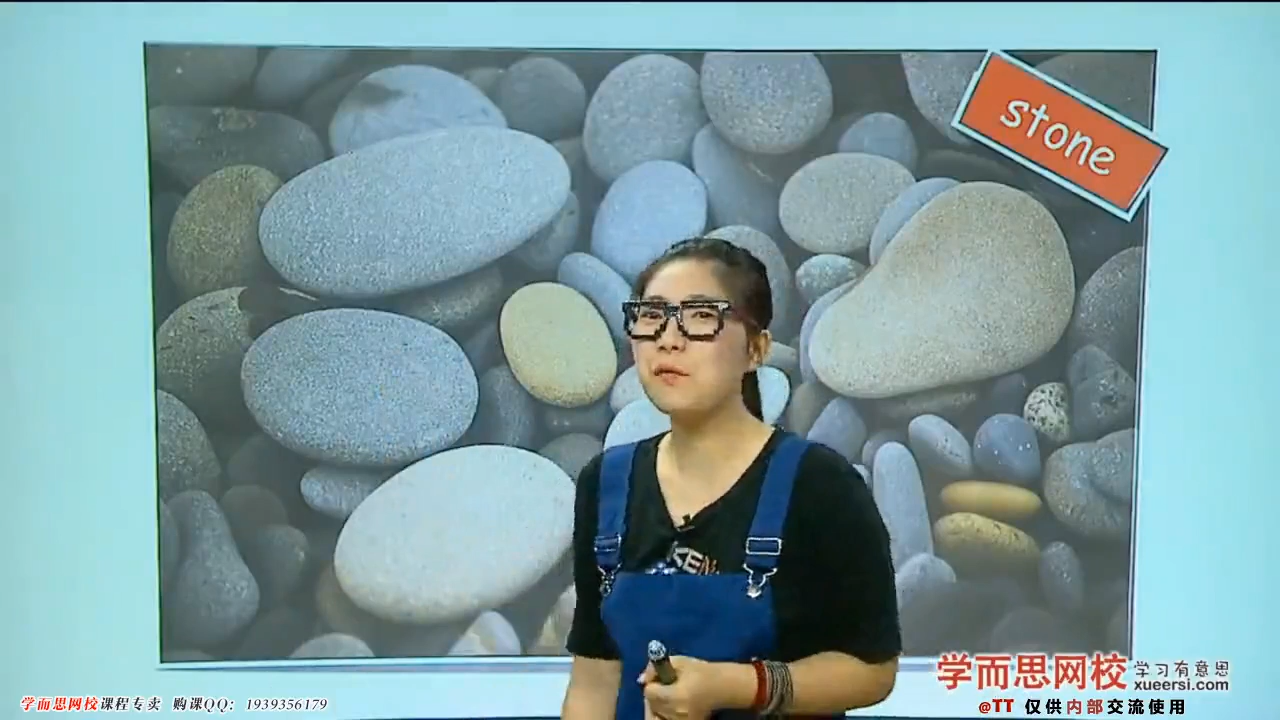 stone
SEN
学而思网校 学习有意思
xueersi.com
学而思网校课程专卖 购课QQ: 1939356179
@TT 仅供内部交流使用